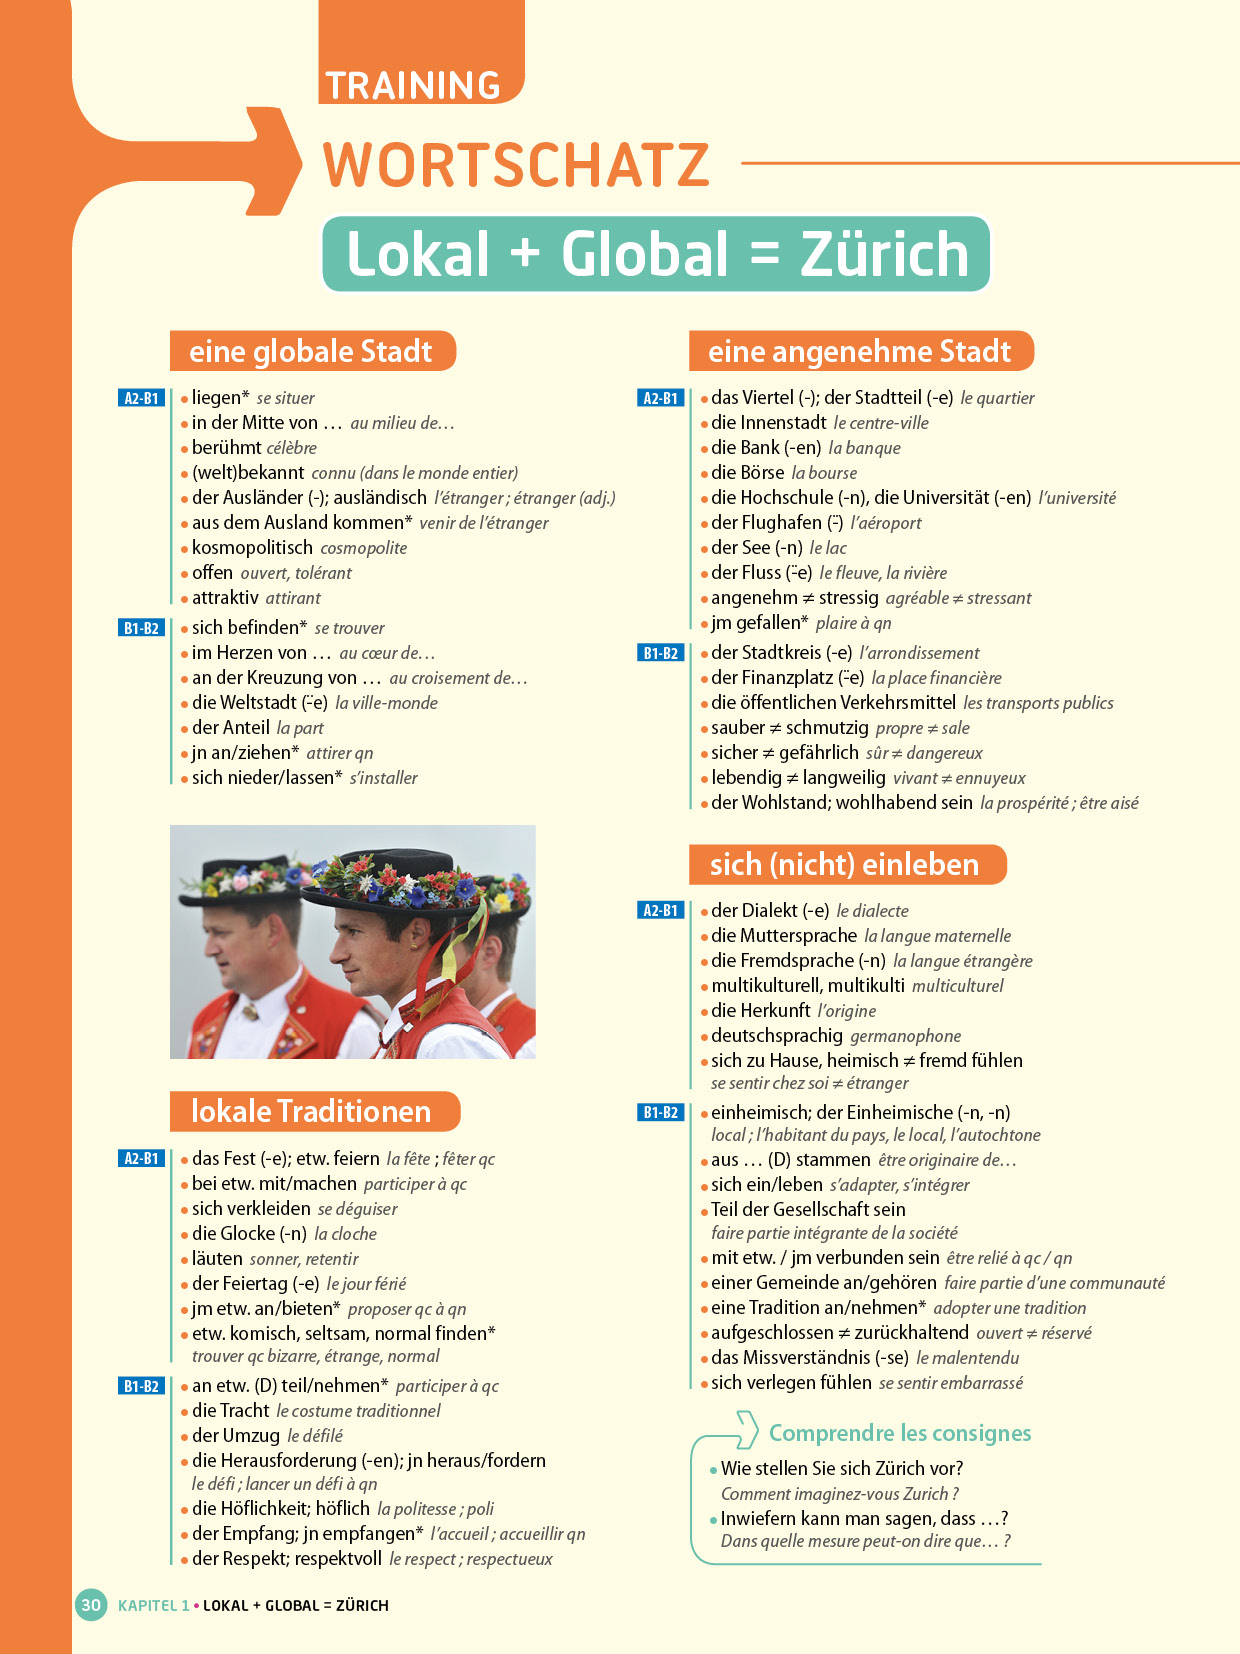 TRAINING
WORTSCHATZ
Lokal + Global = Zürich
eine globale Stadt
A2-B1
• liegen* se situer
• in der Mitte von … au milieu de…
• berühmt célèbre
• (welt)bekannt connu (dans le monde entier)
• der Ausländer (-); ausländisch l'étranger ; étranger (adj.)
• aus dem Ausland kommen* venir de l'étranger
• kosmopolitisch cosmopolite
• offen ouvert, tolérant
• attraktiv attirant
B1-B2
• sich befinden* se trouver
• im Herzen von … au cœur de…
• an der Kreuzung von … au croisement de…
• die Weltstadt (-̈e) la ville-monde
• der Anteil la part
• jn an/ziehen* attirer qn
• sich nieder/lassen* s'installer
lokale Traditionen
A2-B1
• das Fest (-e); etw. feiern la fête ; fêter qc
• bei etw. mit/machen participer à qc
• sich verkleiden se déguiser
• die Glocke (-n) la cloche
• läuten sonner, retentir
• der Feiertag (-e) le jour férié
• jm etw. an/bieten* proposer qc à qn
• etw. komisch, seltsam, normal finden*
trouver qc bizarre, étrange, normal
B1-B2
• an etw. (D) teil/nehmen* participer à qc
• die Tracht le costume traditionnel
• der Umzug le défilé
• die Herausforderung (-en); jn heraus/fordern
le défi ; lancer un défi à qn
• die Höflichkeit; höflich la politesse ; poli
• der Empfang; jn empfangen* l'accueil ; accueillir qn
• der Respekt; respektvoll le respect ; respectueux
eine angenehme Stadt
A2-B1
• das Viertel (-); der Stadtteil (-e) le quartier
• die Innenstadt le centre-ville
• die Bank (-en) la banque
• die Börse la bourse
• die Hochschule (-n), die Universität (-en) l'université
• der Flughafen (-̈) l'aéroport
• der See (-n) le lac
• der Fluss (-̈e) le fleuve, la rivière
• angenehm ≠ stressig agréable ≠ stressant
• jm gefallen* plaire à qn
B1-B2
• der Stadtkreis (-e) l'arrondissement
• der Finanzplatz (-̈e) la place financière
• die öffentlichen Verkehrsmittel les transports publics
• sauber ≠ schmutzig propre ≠ sale
• sicher ≠ gefährlich sûr ≠ dangereux
• lebendig ≠ langweilig vivant ≠ ennuyeux
• der Wohlstand; wohlhabend sein la prospérité ; être aisé
sich (nicht) einleben
A2-B1
• der Dialekt (-e) le dialecte
• die Muttersprache la langue maternelle
• die Fremdsprache (-n) la langue étrangère
• multikulturell, multikulti multiculturel
• die Herkunft l'origine
• deutschsprachig germanophone
• sich zu Hause, heimisch ≠ fremd fühlen
se sentir chez soi ≠ étranger
B1-B2
• einheimisch; der Einheimische (-n, -n)
local ; l'habitant du pays, le local, l'autochtone
• aus … (D) stammen être originaire de…
• sich ein/leben s'adapter, s'intégrer
• Teil der Gesellschaft sein
faire partie intégrante de la société
• mit etw. / jm verbunden sein être relié à qc / qn
• einer Gemeinde an/gehören faire partie d'une communauté
• eine Tradition an/nehmen* adopter une tradition
• aufgeschlossen ≠ zurückhaltend ouvert ≠ réservé
• das Missverständnis (-se) le malentendu
• sich verlegen fühlen se sentir embarrassé
Comprendre les consignes
• Wie stellen Sie sich Zürich vor?
Comment imaginez-vous Zurich ?
• Inwiefern kann man sagen, dass …?
Dans quelle mesure peut-on dire que… ?
30 KAPITEL 1 • LOKAL + GLOBAL = ZÜRICH